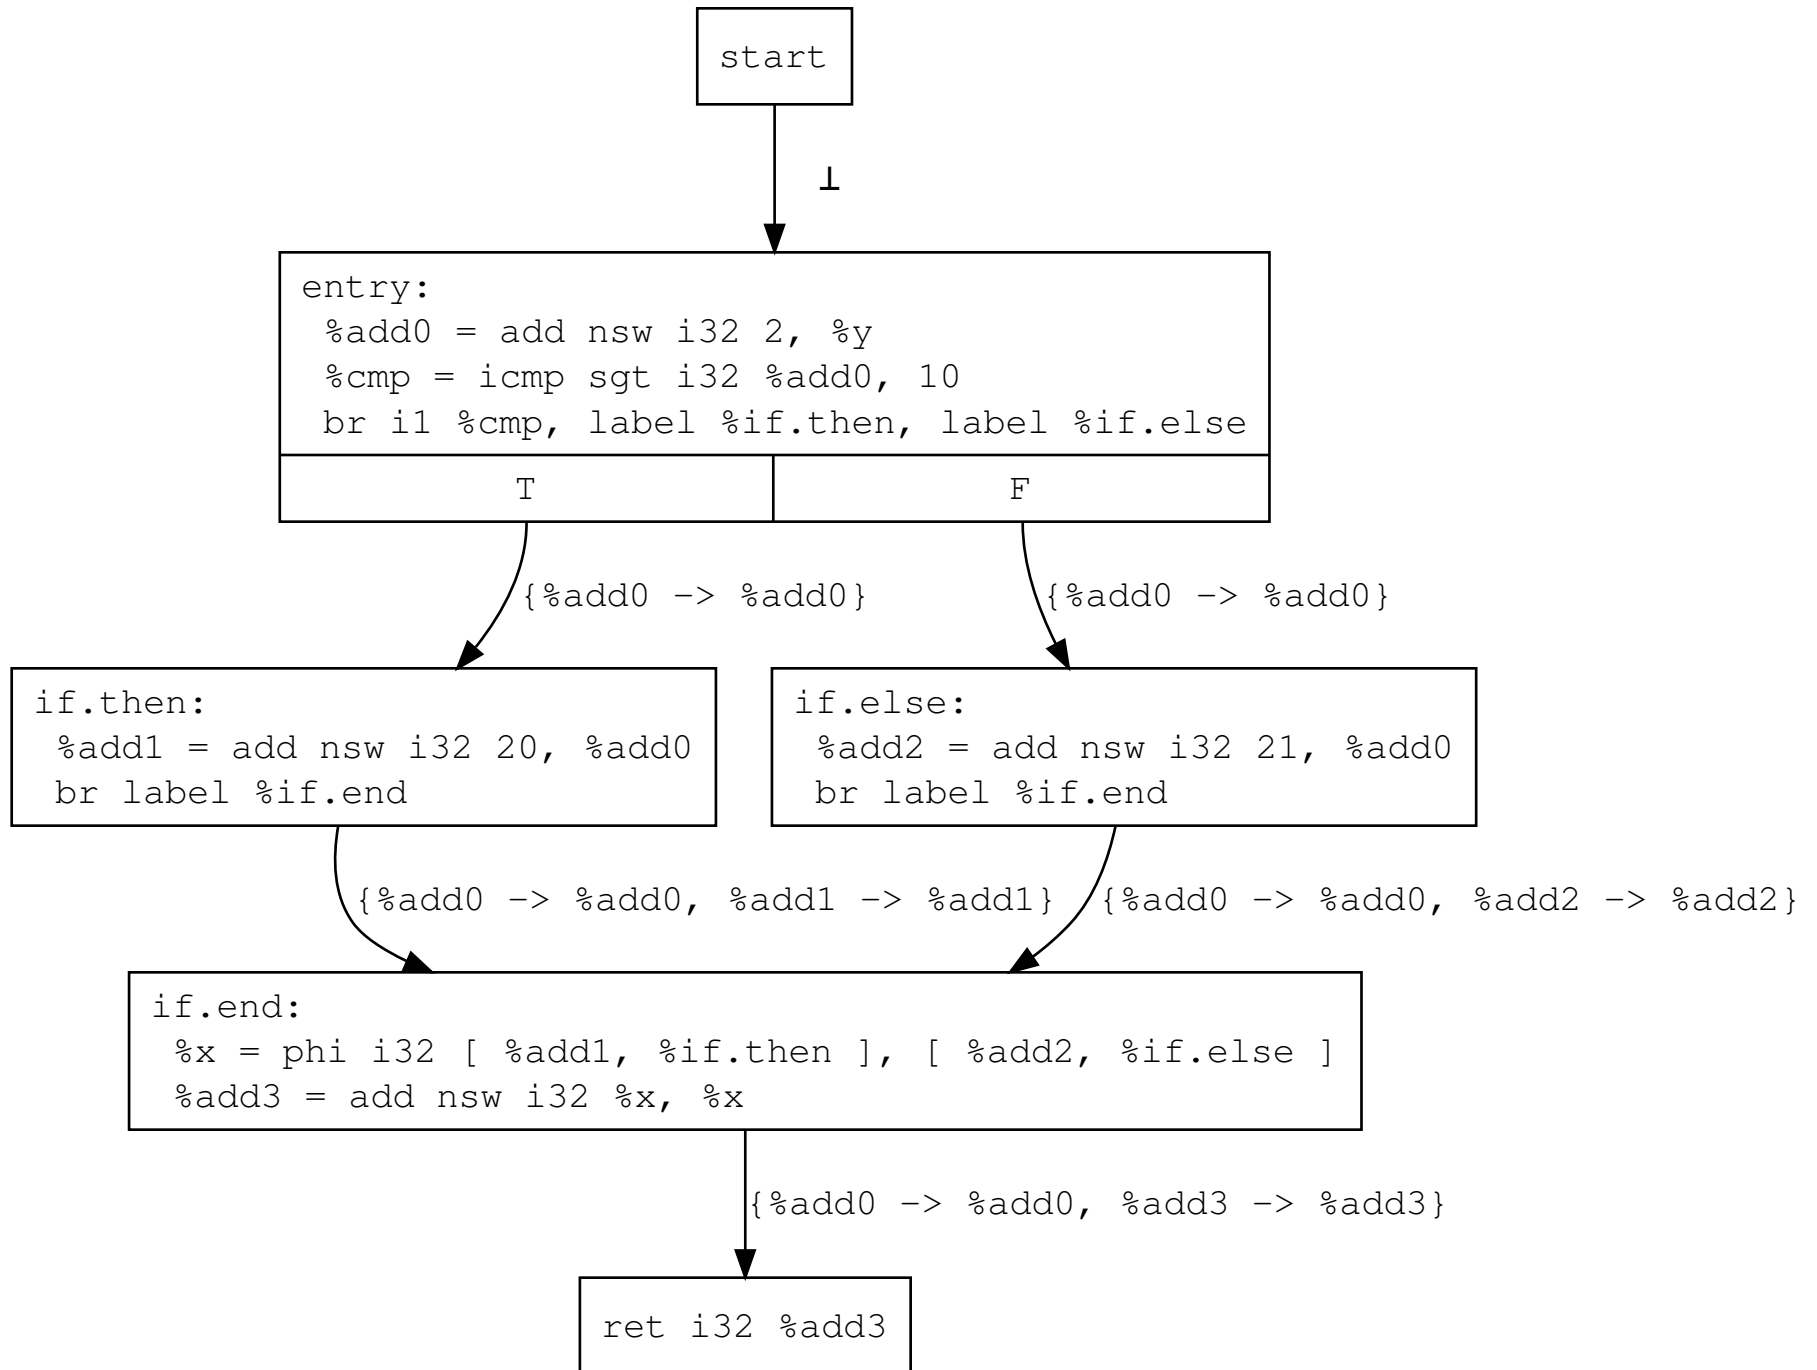 start
⊥
entry:
%add0 = add nsw i32 2, %y
%cmp = icmp sgt i32 %add0, 10
br i1 %cmp, label %if.then, label %if.else
T
F
{%add0 -> %add0}
{%add0 -> %add0}
if.then:
%add1 = add nsw i32 20, %add0
br label %if.end
if.else:
%add2 = add nsw i32 21, %add0
br label %if.end
{%add0 -> %add0, %add1 -> %add1}
{%add0 -> %add0, %add2 -> %add2}
if.end:
%x = phi i32 [ %add1, %if.then ], [ %add2, %if.else ]
%add3 = add nsw i32 %x, %x
{%add0 -> %add0, %add3 -> %add3}
ret i32 %add3